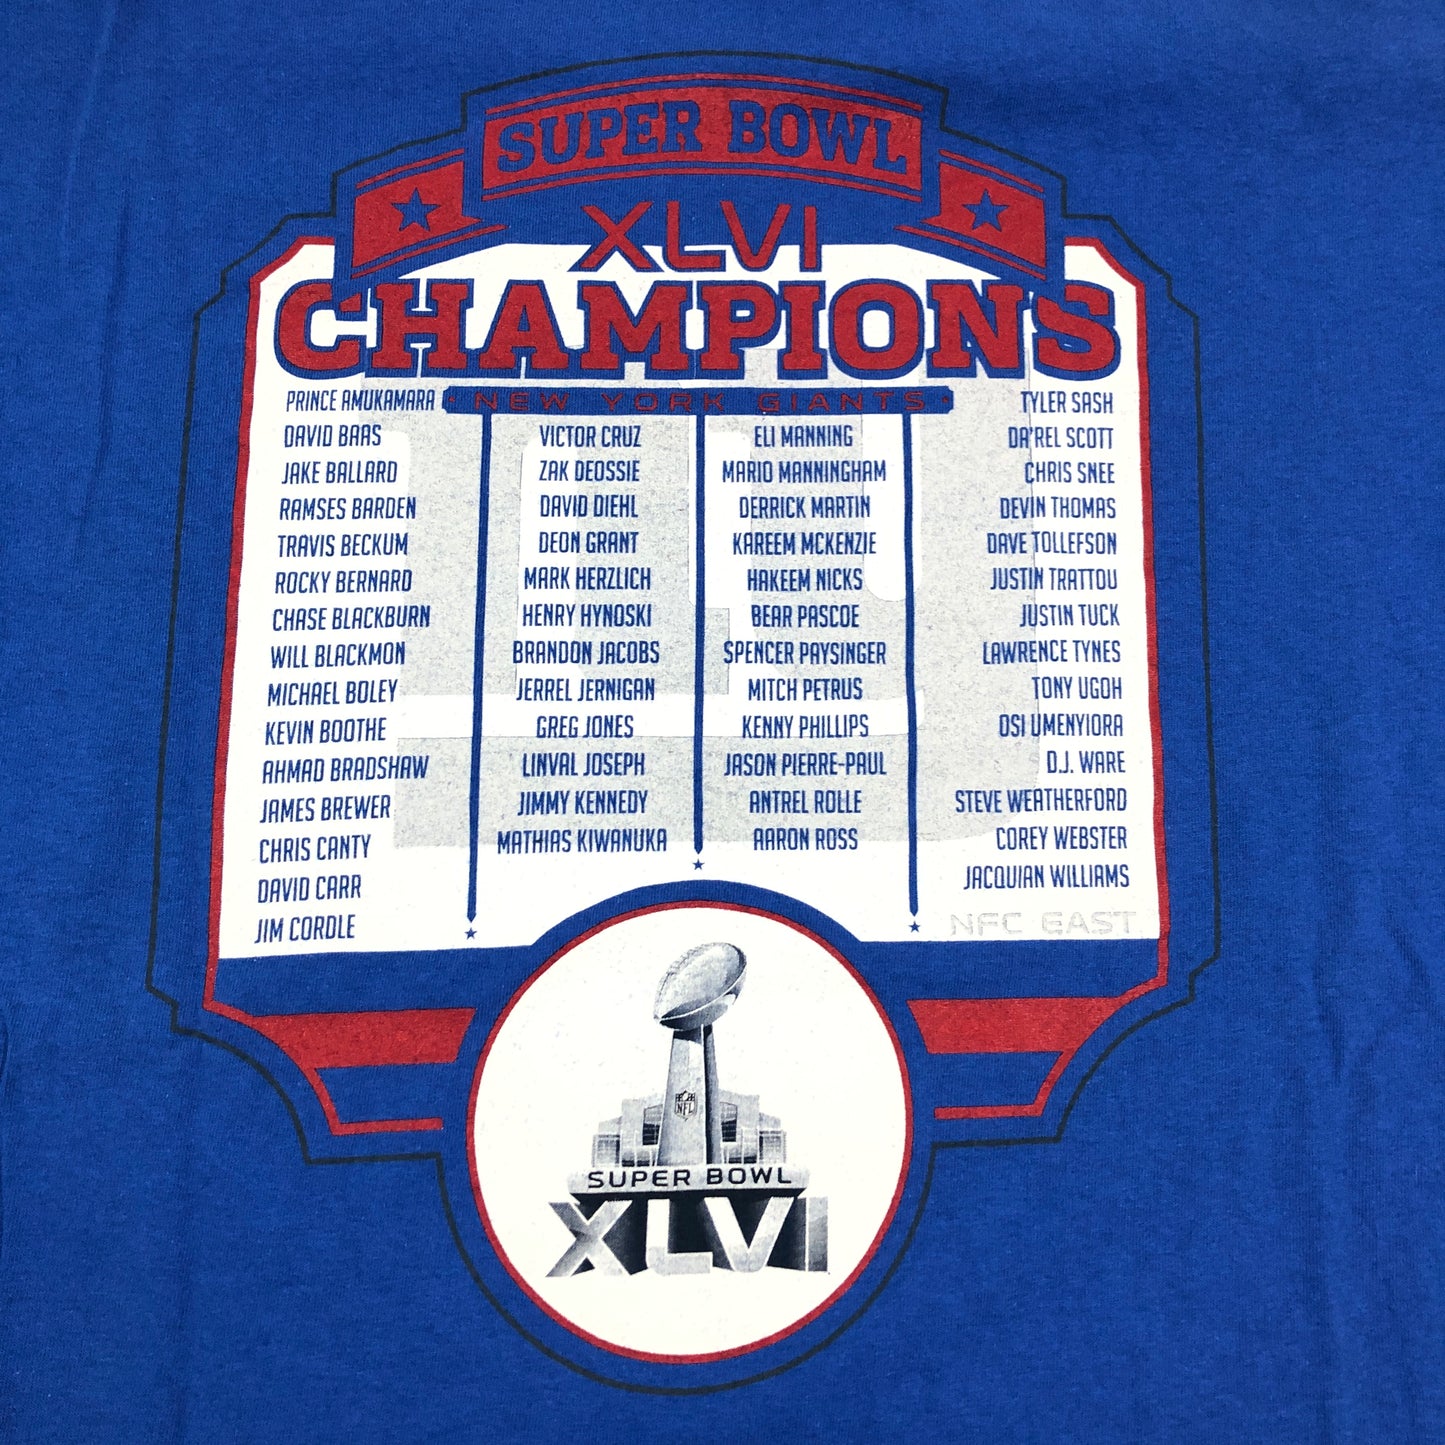 SUPER BOWL
XLVI
CHAMPIONS
· NEW YORK GIANTS ·
PRINCE AMUKAMARA
DAVID BAAS
JAKE BALLARD
RAMSES BARDEN
TRAVIS BECKUM
ROCKY BERNARD
CHASE BLACKBURN
WILL BLACKMON
MICHAEL BOLEY
KEVIN BOOTHE
AHMAD BRADSHAW
JAMES BREWER
CHRIS CANTY
DAVID CARR
JIM CORDLE
VICTOR CRUZ
ZAK DEOSSIE
DAVID DIEHL
DEON GRANT
MARK HERZLICH
HENRY HYNOSKI
BRANDON JACOBS
JERREL JERNIGAN
GREG JONES
LINVAL JOSEPH
JIMMY KENNEDY
MATHIAS KIWANUKA
ELI MANNING
MARIO MANNINGHAM
DERRICK MARTIN
KAREEM MCKENZIE
HAKEEM NICKS
BEAR PASCOE
SPENCER PAYSINGER
MITCH PETRUS
KENNY PHILLIPS
JASON PIERRE-PAUL
ANTREL ROLLE
AARON ROSS
TYLER SASH
DA'REL SCOTT
CHRIS SNEE
DEVIN THOMAS
DAVE TOLLEFSON
JUSTIN TRATTOU
JUSTIN TUCK
LAWRENCE TYNES
TONY UGOH
OSI UMENYIORA
D.J. WARE
STEVE WEATHERFORD
COREY WEBSTER
JACQUIAN WILLIAMS
NFC EAST
NFL
SUPER BOWL
XLVI